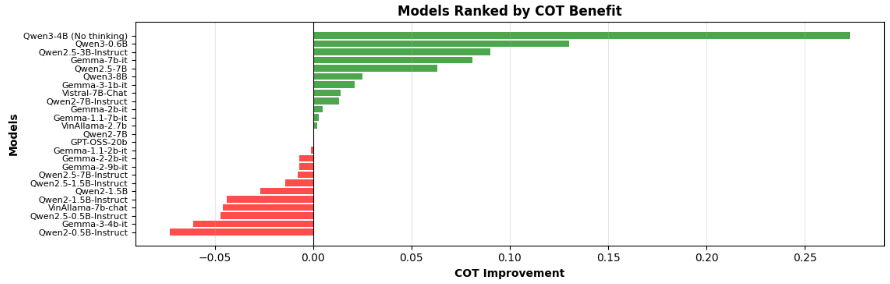 Models Ranked by COT Benefit
Models
Qwen3-4B (No thinking)
Qwen3-0.6B
Qwen2.5-3B-Instruct
Gemma-7b-it
Qwen2.5-7B
Qwen3-8B
Gemma-3-1b-it
Vistral-7B-Chat
Qwen2-7B-Instruct
Gemma-2b-it
Gemma-1.1-7b-it
VinAllama-2.7b
Qwen2-7B
GPT-OSS-20b
Gemma-1.1-2b-it
Gemma-2-2b-it
Gemma-2-9b-it
Qwen2.5-7B-Instruct
Qwen2.5-1.5B-Instruct
Qwen2-1.5B
Qwen2-1.5B-Instruct
VinAllama-7b-chat
Qwen2.5-0.5B-Instruct
Gemma-3-4b-it
Qwen2-0.5B-Instruct
−0.05 0.00 0.05 0.10 0.15 0.20 0.25
COT Improvement